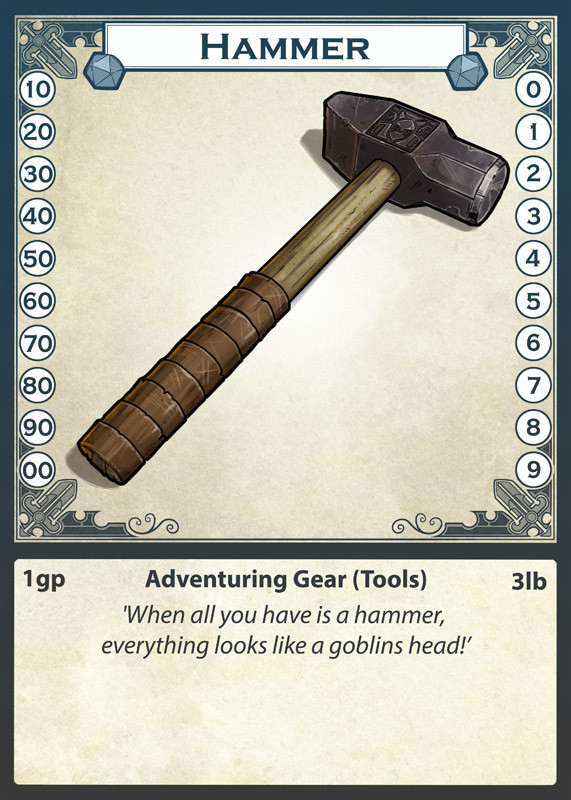 HAMMER
10 0
20 1
30 2
40 3
50 4
60 5
70 6
80 7
90 8
00 9
1gp Adventuring Gear (Tools) 3lb
'When all you have is a hammer,
everything looks like a goblins head!’